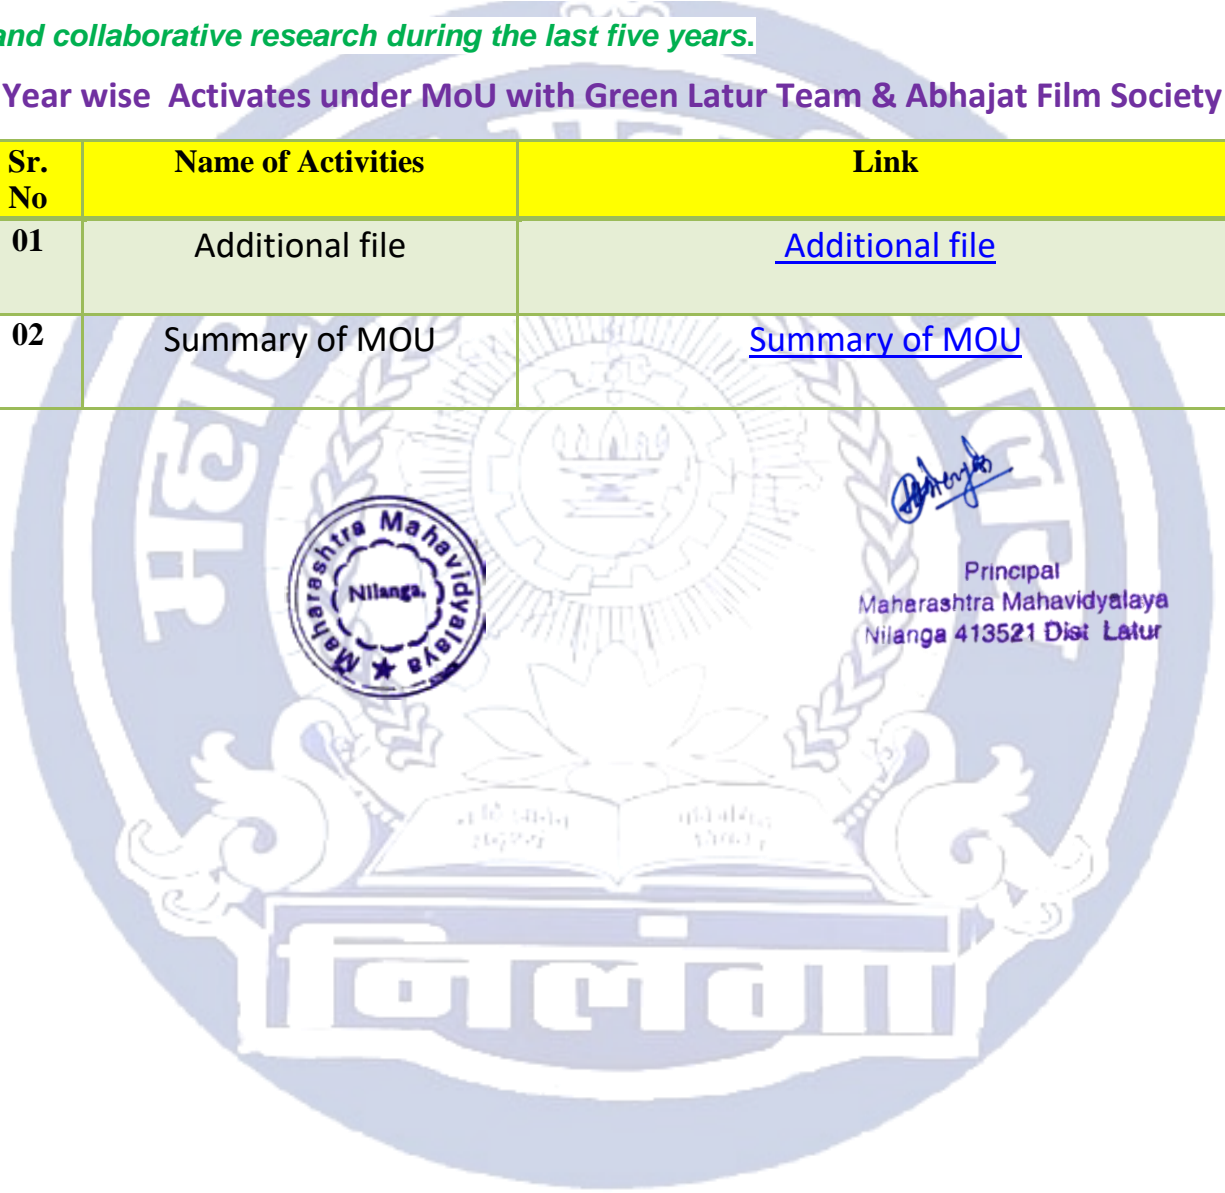 and collaborative research during the last five years.
Year wise Activates under MoU with Green Latur Team & Abhajat Film Society
Sr. No Name of Activities Link
01 Additional file Additional file
02 Summary of MOU Summary of MOU
Maharashtra Mahavidyalaya
Nilanga.
Principal
Maharashtra Mahavidyalaya
Nilanga 413521 Dist Latur
निलंगा